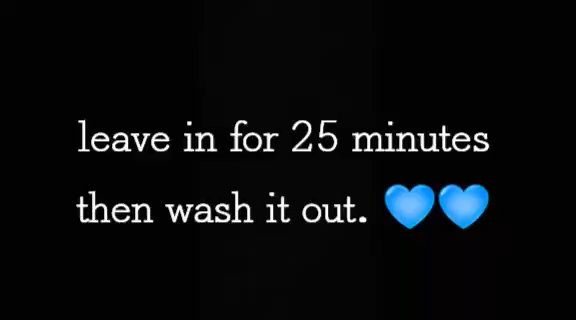 leave in for 25 minutes
then wash it out. 💙💙